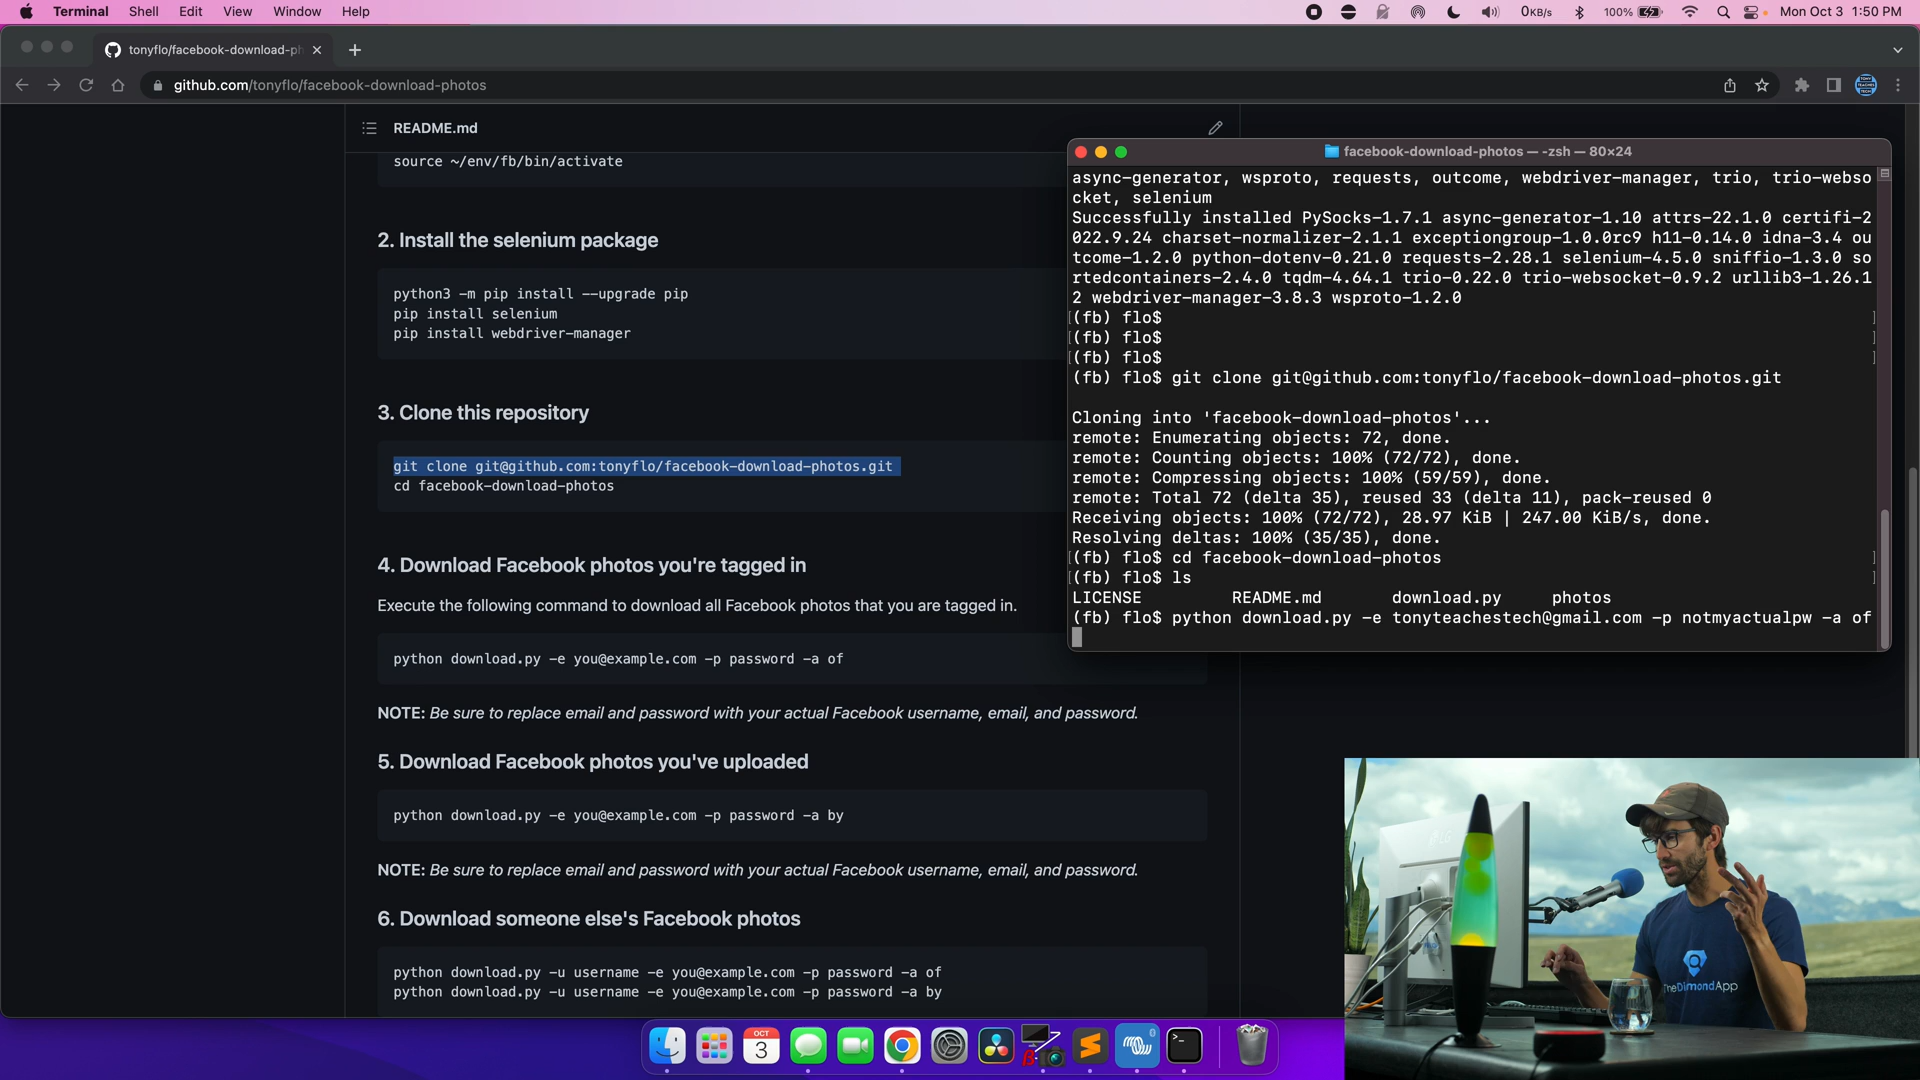 Terminal Shell Edit View Window Help
0KB/s 100% Mon Oct 3 1:50 PM
tonyflo/facebook-download-ph
github.com/tonyflo/facebook-download-photos
README.md
source ~/env/fb/bin/activate
2. Install the selenium package
python3 -m pip install --upgrade pip
pip install selenium
pip install webdriver-manager
3. Clone this repository
git clone git@github.com:tonyflo/facebook-download-photos.git
cd facebook-download-photos
4. Download Facebook photos you're tagged in
Execute the following command to download all Facebook photos that you are tagged in.
python download.py -e you@example.com -p password -a of
NOTE: Be sure to replace email and password with your actual Facebook username, email, and password.
5. Download Facebook photos you've uploaded
python download.py -e you@example.com -p password -a by
NOTE: Be sure to replace email and password with your actual Facebook username, email, and password.
6. Download someone else's Facebook photos
python download.py -u username -e you@example.com -p password -a of
python download.py -u username -e you@example.com -p password -a by
facebook-download-photos — -zsh — 80×24
async-generator, wsproto, requests, outcome, webdriver-manager, trio, trio-webso
cket, selenium
Successfully installed PySocks-1.7.1 async-generator-1.10 attrs-22.1.0 certifi-2
022.9.24 charset-normalizer-2.1.1 exceptiongroup-1.0.0rc9 h11-0.14.0 idna-3.4 ou
tcome-1.2.0 python-dotenv-0.21.0 requests-2.28.1 selenium-4.5.0 sniffio-1.3.0 so
rtedcontainers-2.4.0 tqdm-4.64.1 trio-0.22.0 trio-websocket-0.9.2 urllib3-1.26.1
2 webdriver-manager-3.8.3 wsproto-1.2.0
[(fb) flo$ ]
[(fb) flo$ ]
[(fb) flo$ ]
(fb) flo$ git clone git@github.com:tonyflo/facebook-download-photos.git
Cloning into 'facebook-download-photos'...
remote: Enumerating objects: 72, done.
remote: Counting objects: 100% (72/72), done.
remote: Compressing objects: 100% (59/59), done.
remote: Total 72 (delta 35), reused 33 (delta 11), pack-reused 0
Receiving objects: 100% (72/72), 28.97 KiB | 247.00 KiB/s, done.
Resolving deltas: 100% (35/35), done.
[(fb) flo$ cd facebook-download-photos ]
[(fb) flo$ ls ]
LICENSE README.md download.py photos
(fb) flo$ python download.py -e tonyteachestech@gmail.com -p notmyactualpw -a of
OCT
3
TheDimondApp
LG